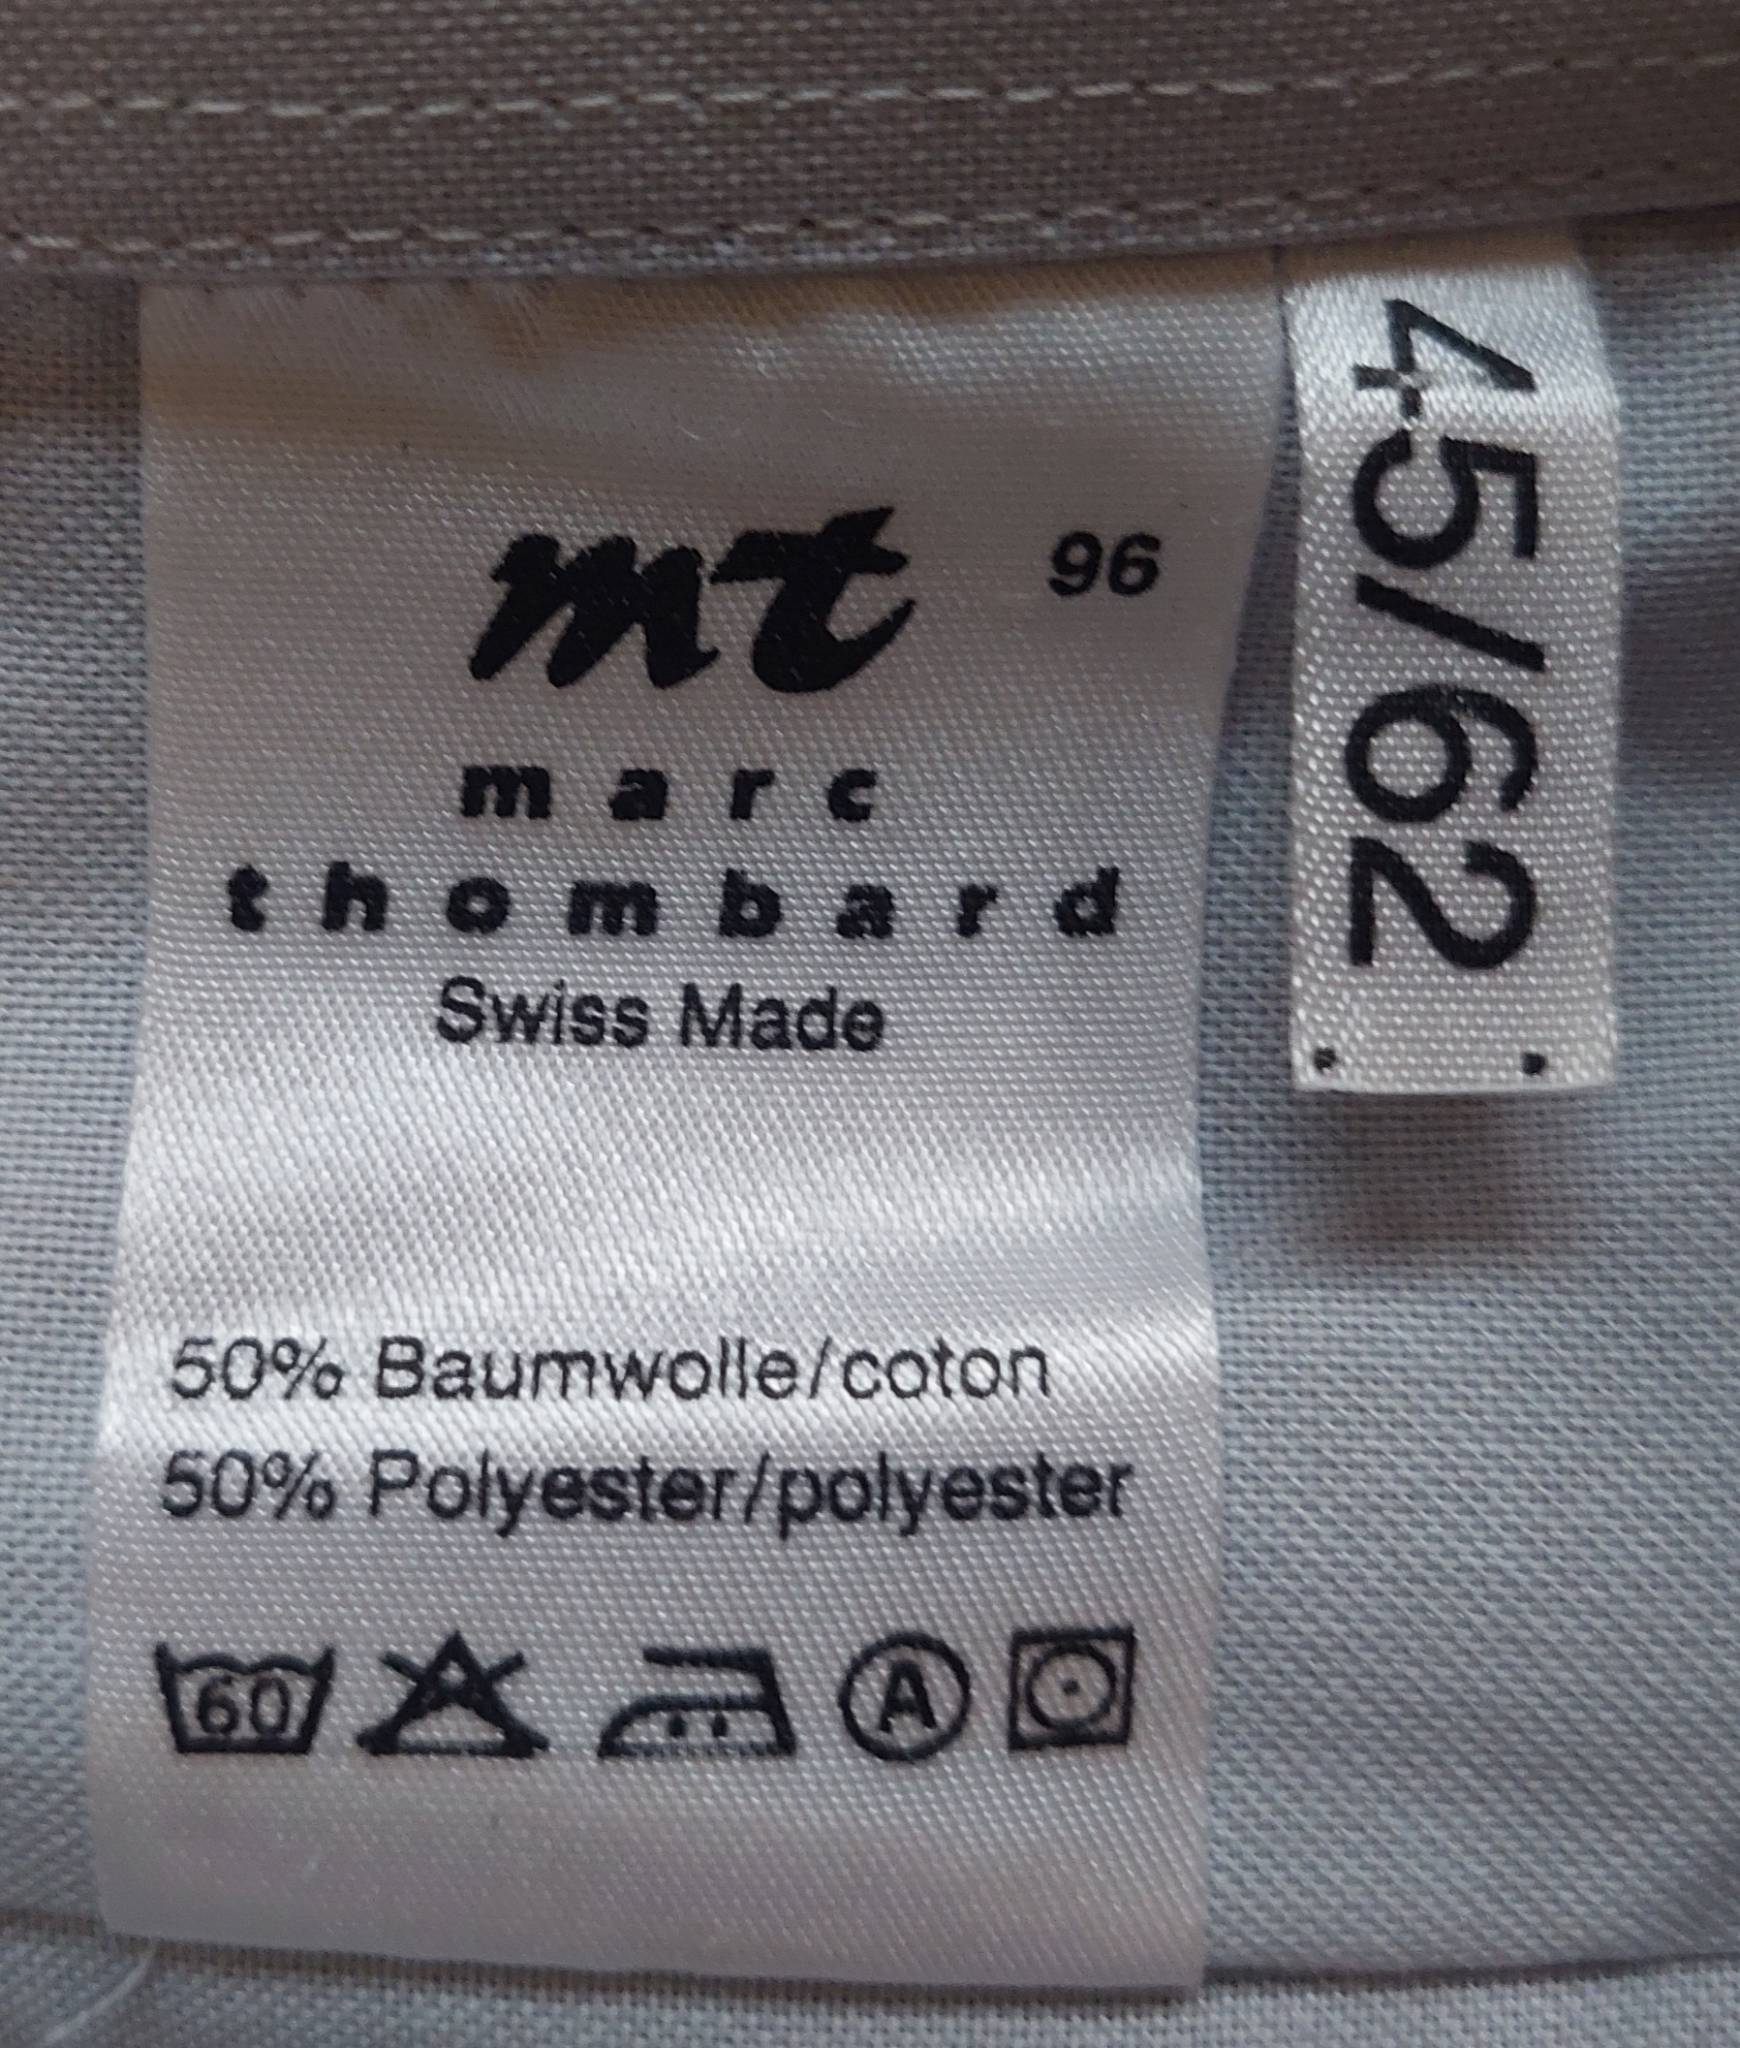 mt 96
marc
thombard
Swiss Made
50% Baumwolle/coton
50% Polyester/polyester
60 A
45/62